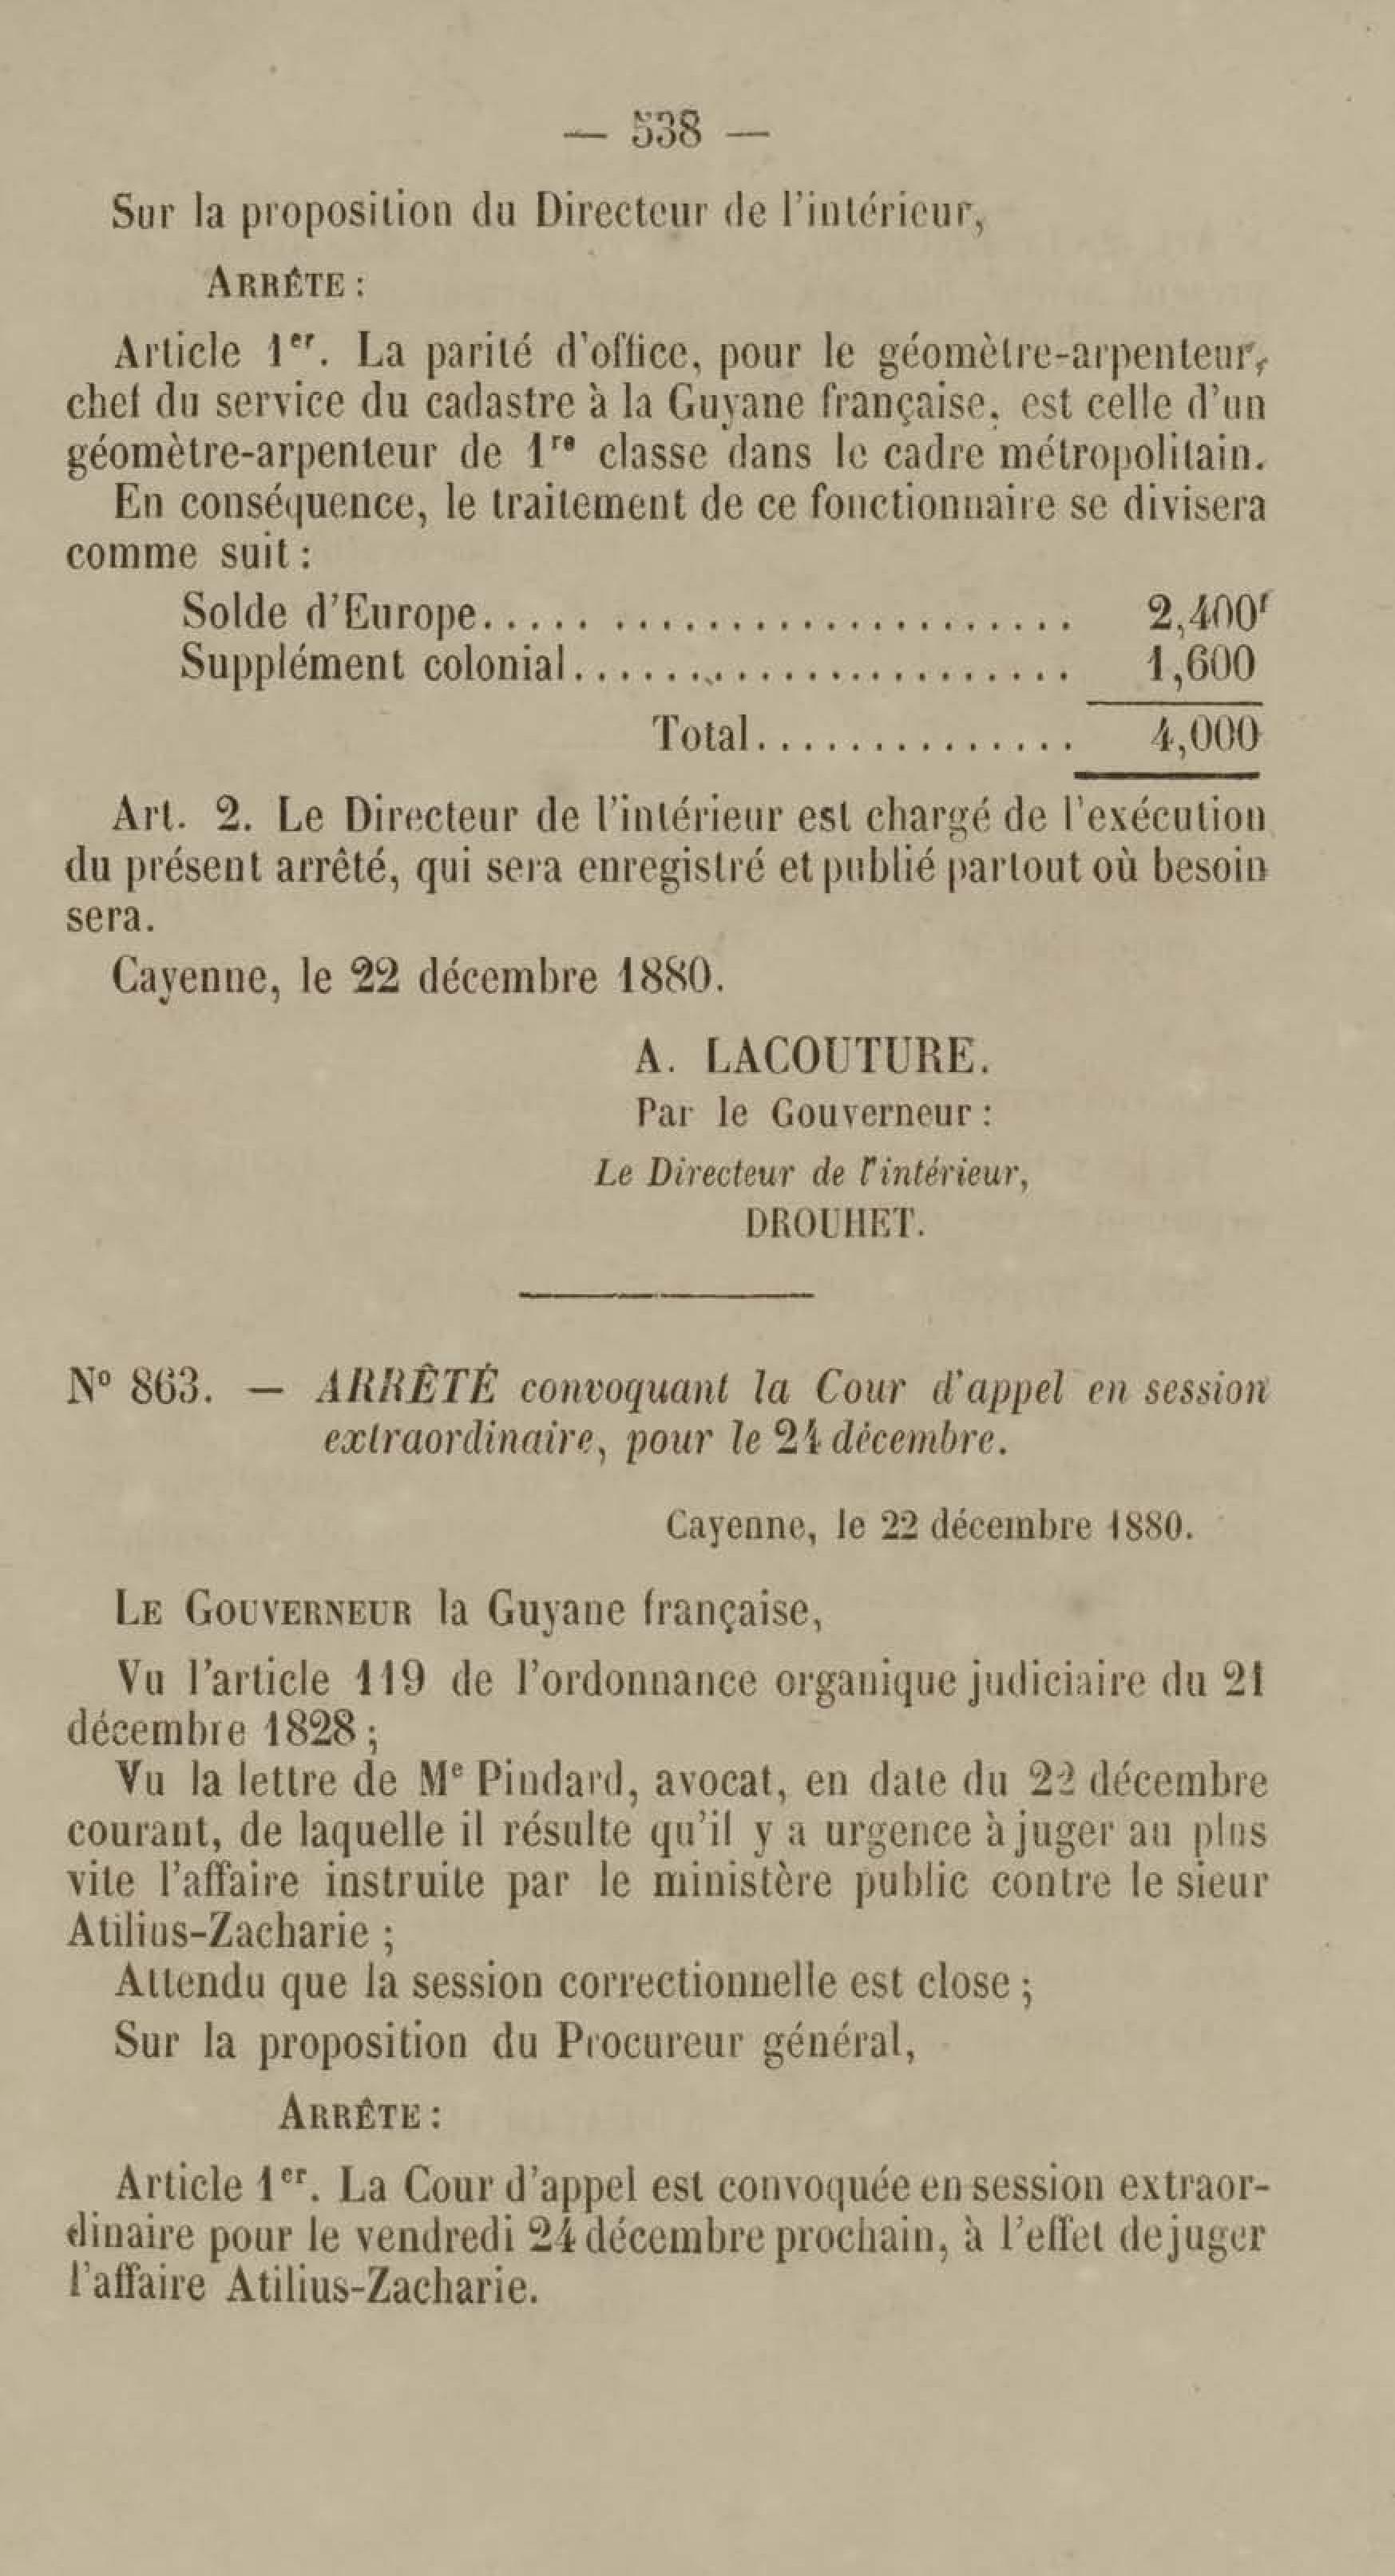 — 538 —
Sur la proposition du Directeur de l'intérieur,
ARRÊTE :
Article 1er. La parité d'office, pour le géomètre-arpenteur,
chef du service du cadastre à la Guyane française, est celle d'un
géomètre-arpenteur de 1re classe dans le cadre métropolitain.
En conséquence, le traitement de ce fonctionnaire se divisera
comme suit :
Solde d'Europe.............................. 2,400f
Supplément colonial......................... 1,600
Total............... 4,000
Art. 2. Le Directeur de l'intérieur est chargé de l'exécution
du présent arrêté, qui sera enregistré et publié partout où besoin
sera.
Cayenne, le 22 décembre 1880.
A. LACOUTURE.
Par le Gouverneur :
Le Directeur de l'intérieur,
DROUHET.
N° 863. — ARRÊTÉ convoquant la Cour d'appel en session
extraordinaire, pour le 24 décembre.
Cayenne, le 22 décembre 1880.
LE GOUVERNEUR la Guyane française,
Vu l'article 119 de l'ordonnance organique judiciaire du 21
décembre 1828 ;
Vu la lettre de Me Pindard, avocat, en date du 22 décembre
courant, de laquelle il résulte qu'il y a urgence à juger au plus
vite l'affaire instruite par le ministère public contre le sieur
Atilius-Zacharie ;
Attendu que la session correctionnelle est close ;
Sur la proposition du Procureur général,
ARRÊTE :
Article 1er. La Cour d'appel est convoquée en session extraor-
dinaire pour le vendredi 24 décembre prochain, à l'effet de juger
l'affaire Atilius-Zacharie.